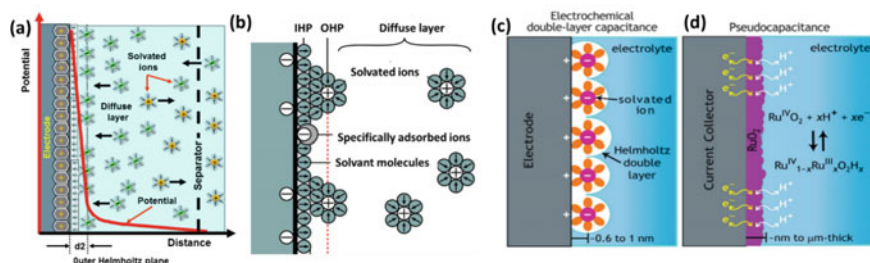 (a)
Potential
Electrode
Solvated
ions
Diffuse
layer
Separator
Potential
d2
Distance
Outer Helmholtz plane
(b)
IHP OHP
Diffuse layer
Solvated ions
Specifically adsorbed ions
Solvent molecules
(c)
Electrochemical
double-layer capacitance
electrolyte
Electrode
solvated
ion
Helmholtz
double
layer
~0.6 to 1 nm
(d)
Pseudocapacitance
electrolyte
Current Collector
RuO₂
e⁻ H⁺
e⁻ H⁺
e⁻ H⁺
RuᴵⱽO₂ + xH⁺ + xe⁻
Ruᴵⱽ₁₋ₓRuᴵᴵᴵₓO₂Hₓ
e⁻ H⁺
e⁻ H⁺
e⁻ H⁺
~nm to μm-thick